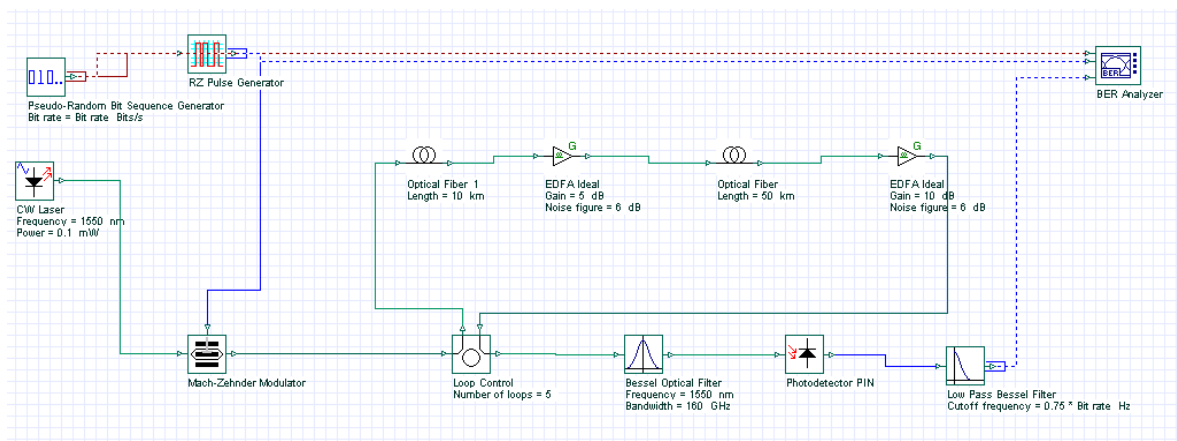 010..
RZ Pulse Generator
BER
BER Analyzer
Pseudo-Random Bit Sequence Generator
Bit rate = Bit rate Bits/s
G
G
Optical Fiber 1
Length = 10 km
EDFA Ideal
Gain = 5 dB
Noise figure = 6 dB
Optical Fiber
Length = 50 km
EDFA Ideal
Gain = 10 dB
Noise figure = 6 dB
CW Laser
Frequency = 1550 nm
Power = 0.1 mW
Mach-Zehnder Modulator
Loop Control
Number of loops = 5
Bessel Optical Filter
Frequency = 1550 nm
Bandwidth = 160 GHz
Photodetector PIN
Low Pass Bessel Filter
Cutoff frequency = 0.75 * Bit rate Hz